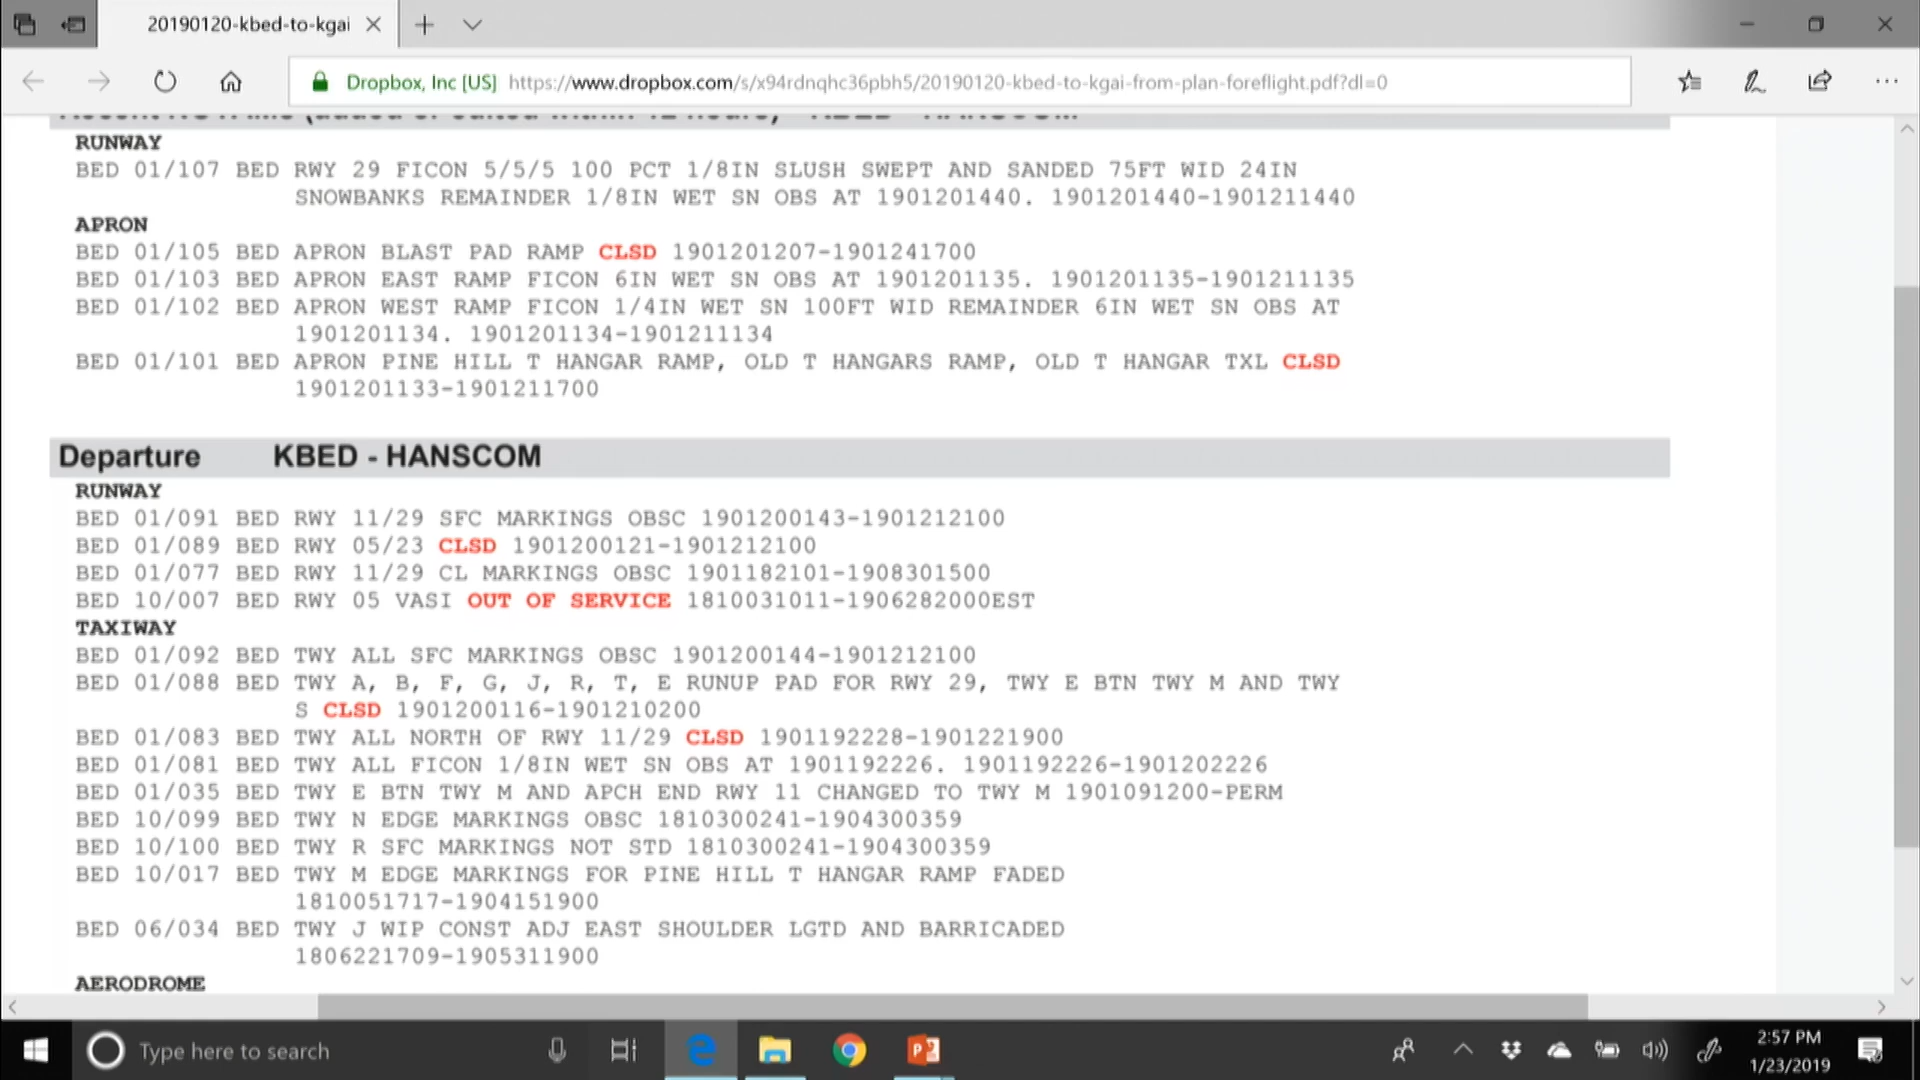 20190120-kbed-to-kgai
Dropbox, Inc [US] https://www.dropbox.com/s/x94rdnqhc36pbh5/20190120-kbed-to-kgai-from-plan-foreflight.pdf?dl=0
RUNWAY
BED 01/107 BED RWY 29 FICON 5/5/5 100 PCT 1/8IN SLUSH SWEPT AND SANDED 75FT WID 24IN
SNOWBANKS REMAINDER 1/8IN WET SN OBS AT 1901201440. 1901201440-1901211440
APRON
BED 01/105 BED APRON BLAST PAD RAMP CLSD 1901201207-1901241700
BED 01/103 BED APRON EAST RAMP FICON 6IN WET SN OBS AT 1901201135. 1901201135-1901211135
BED 01/102 BED APRON WEST RAMP FICON 1/4IN WET SN 100FT WID REMAINDER 6IN WET SN OBS AT
1901201134. 1901201134-1901211134
BED 01/101 BED APRON PINE HILL T HANGAR RAMP, OLD T HANGARS RAMP, OLD T HANGAR TXL CLSD
1901201133-1901211700
Departure KBED - HANSCOM
RUNWAY
BED 01/091 BED RWY 11/29 SFC MARKINGS OBSC 1901200143-1901212100
BED 01/089 BED RWY 05/23 CLSD 1901200121-1901212100
BED 01/077 BED RWY 11/29 CL MARKINGS OBSC 1901182101-1908301500
BED 10/007 BED RWY 05 VASI OUT OF SERVICE 1810031011-1906282000EST
TAXIWAY
BED 01/092 BED TWY ALL SFC MARKINGS OBSC 1901200144-1901212100
BED 01/088 BED TWY A, B, F, G, J, R, T, E RUNUP PAD FOR RWY 29, TWY E BTN TWY M AND TWY
S CLSD 1901200116-1901210200
BED 01/083 BED TWY ALL NORTH OF RWY 11/29 CLSD 1901192228-1901221900
BED 01/081 BED TWY ALL FICON 1/8IN WET SN OBS AT 1901192226. 1901192226-1901202226
BED 01/035 BED TWY E BTN TWY M AND APCH END RWY 11 CHANGED TO TWY M 1901091200-PERM
BED 10/099 BED TWY N EDGE MARKINGS OBSC 1810300241-1904300359
BED 10/100 BED TWY R SFC MARKINGS NOT STD 1810300241-1904300359
BED 10/017 BED TWY M EDGE MARKINGS FOR PINE HILL T HANGAR RAMP FADED
1810051717-1904151900
BED 06/034 BED TWY J WIP CONST ADJ EAST SHOULDER LGTD AND BARRICADED
1806221709-1905311900
AERODROME
Type here to search
2:57 PM
1/23/2019